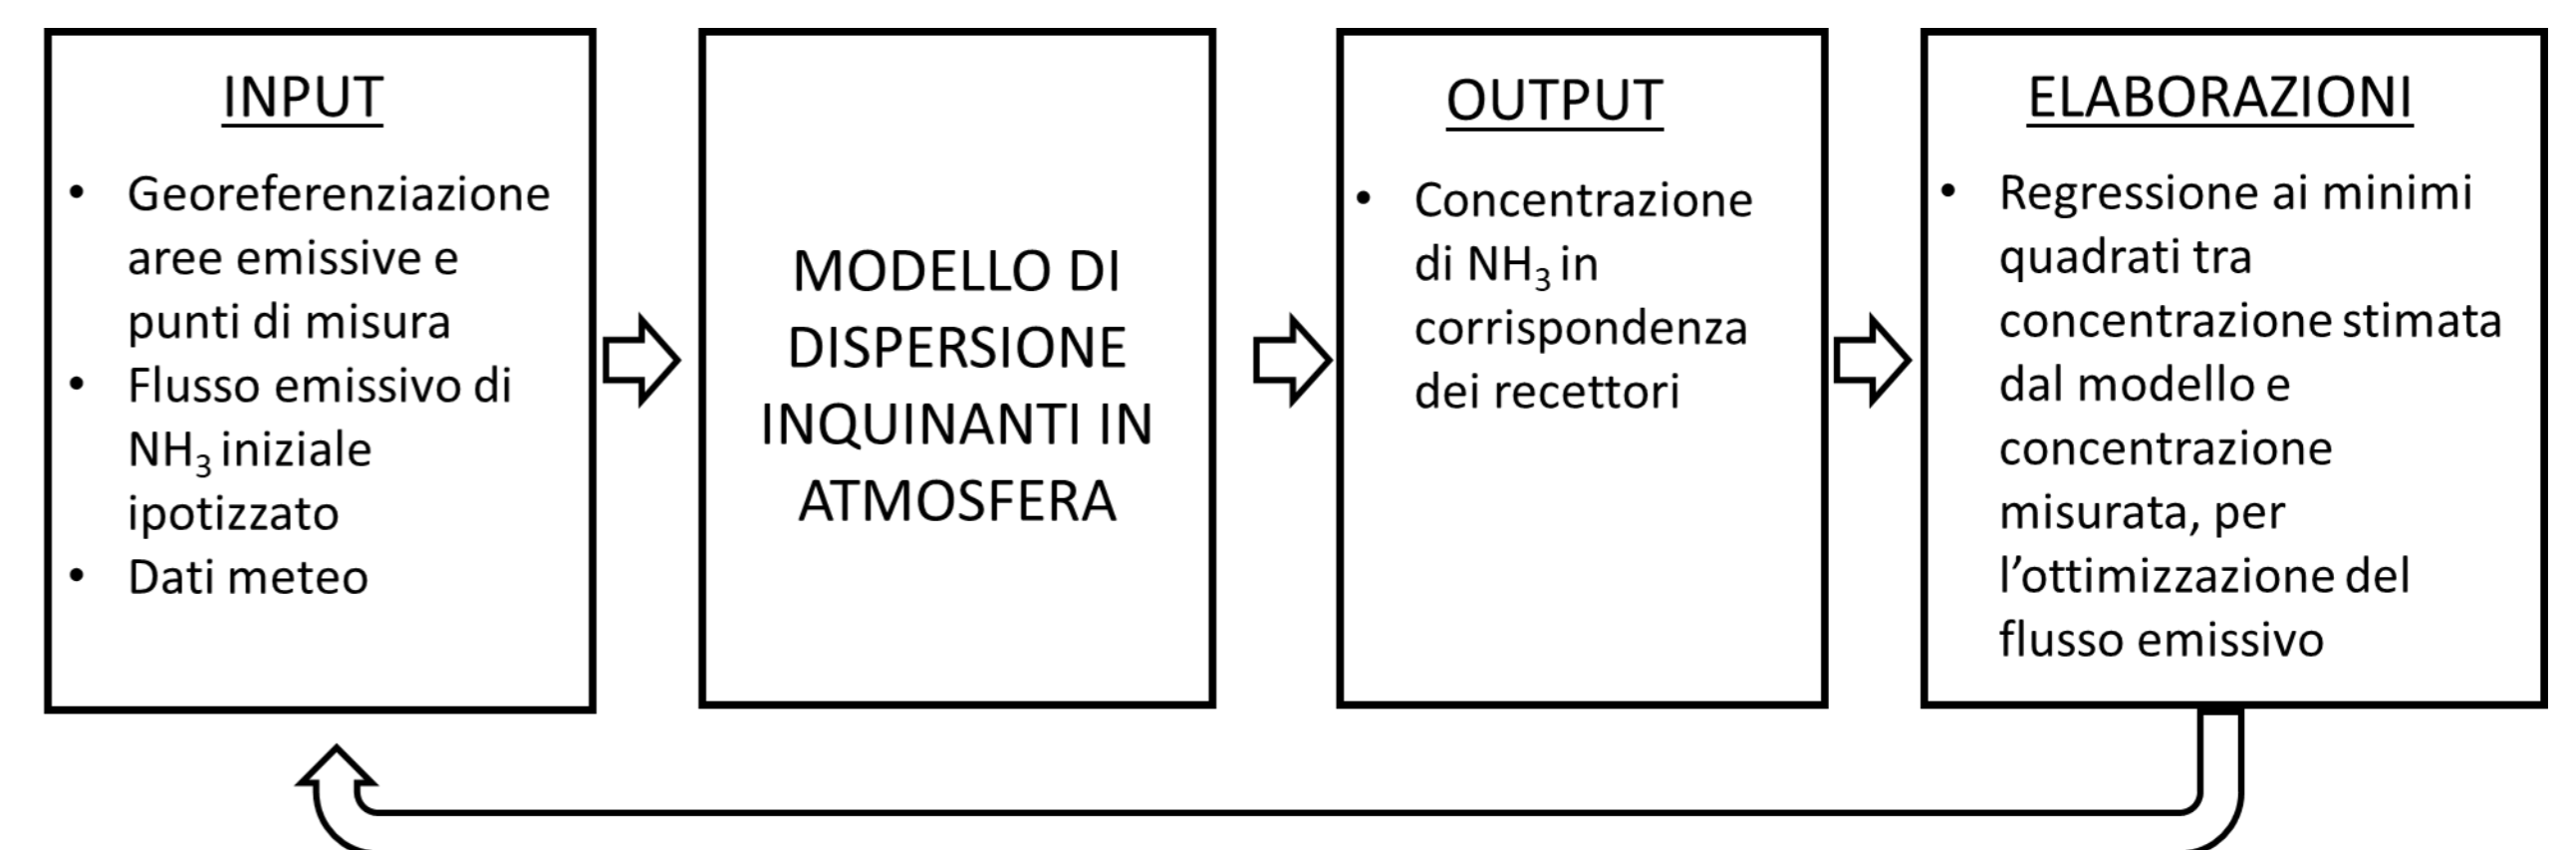 INPUT
• Georeferenziazione
aree emissive e
punti di misura
• Flusso emissivo di
NH₃ iniziale
ipotizzato
• Dati meteo
MODELLO DI
DISPERSIONE
INQUINANTI IN
ATMOSFERA
OUTPUT
• Concentrazione
di NH₃ in
corrispondenza
dei recettori
ELABORAZIONI
• Regressione ai minimi
quadrati tra
concentrazione stimata
dal modello e
concentrazione
misurata, per
l’ottimizzazione del
flusso emissivo